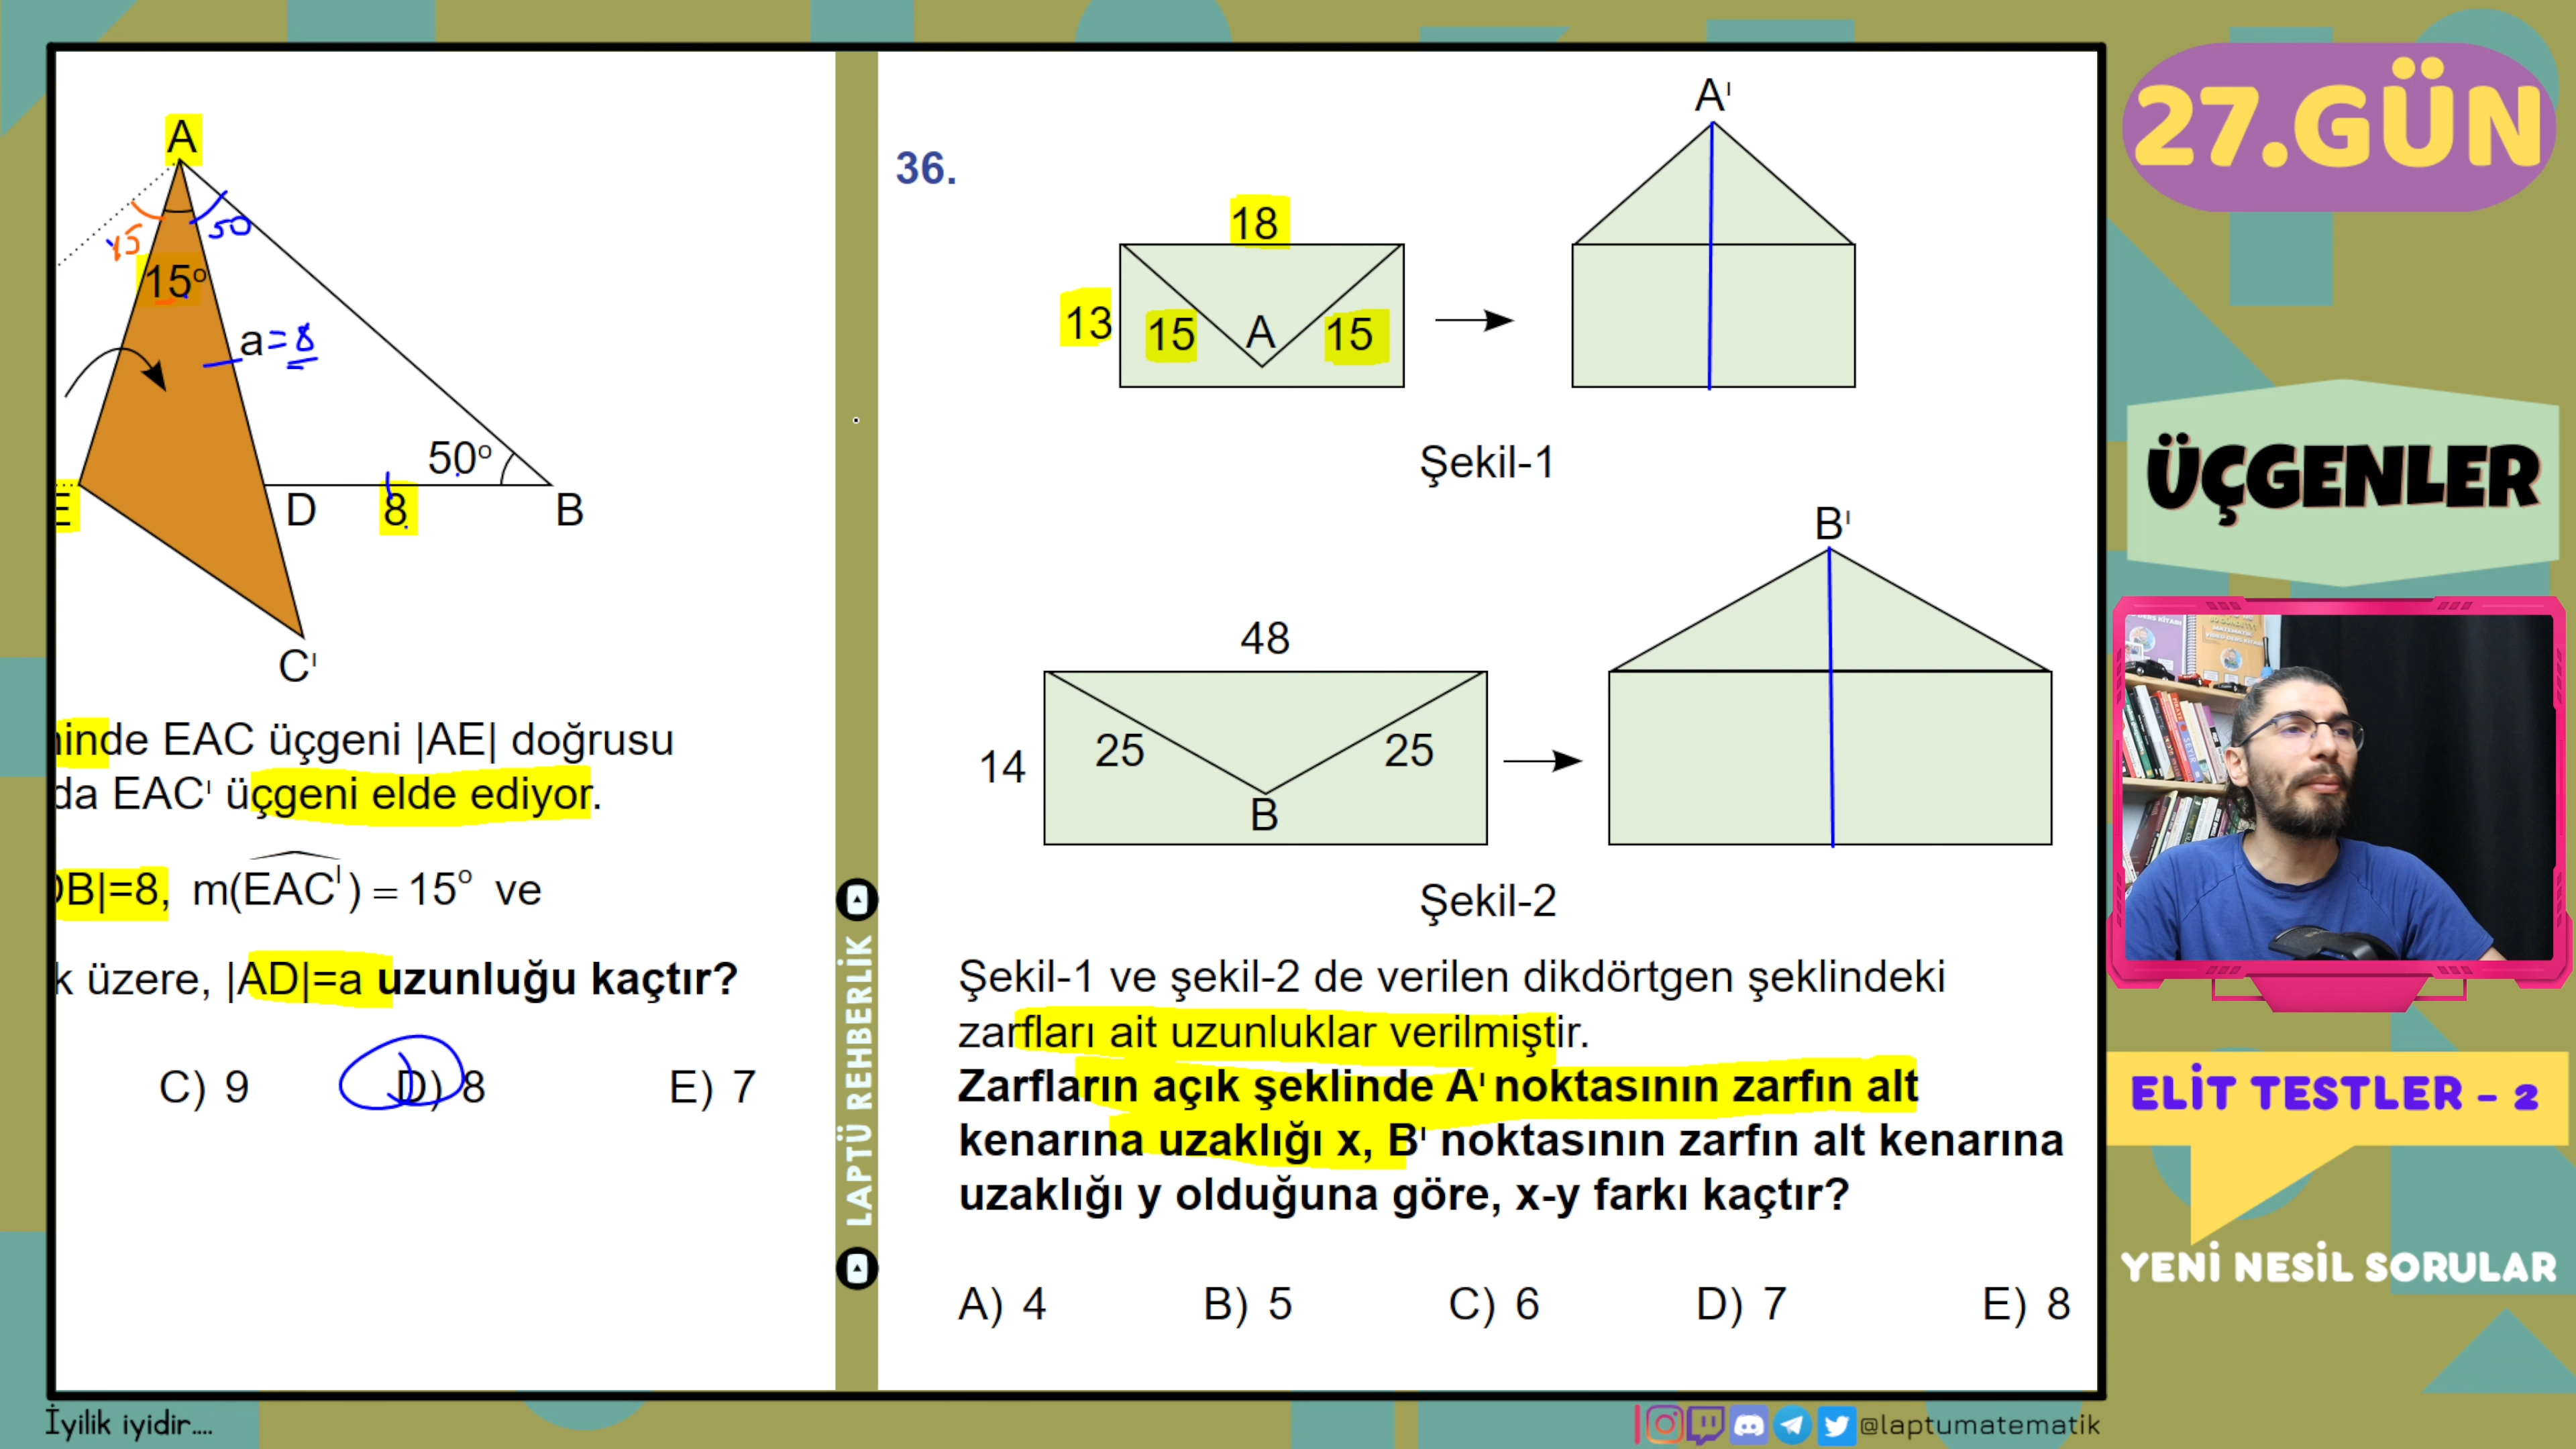 A
45
50
15°
a=8
50°
E
D
8
B
C'
inde EAC üçgeni |AE| doğrusu
da EAC' üçgeni elde ediyor.
B|=8, m(EAC') = 15° ve
k üzere, |AD|=a uzunluğu kaçtır?
C) 9
D) 8
E) 7
LAPTÜ REHBERLİK
36.
18
13
15
A
15
A'
Şekil-1
48
14
25
25
B
B'
Şekil-2
Şekil-1 ve şekil-2 de verilen dikdörtgen şeklindeki
zarfları ait uzunluklar verilmiştir.
Zarfların açık şeklinde A' noktasının zarfın alt
kenarına uzaklığı x, B' noktasının zarfın alt kenarına
uzaklığı y olduğuna göre, x-y farkı kaçtır?
A) 4
B) 5
C) 6
D) 7
E) 8
27.GÜN
ÜÇGENLER
ELİT TESTLER - 2
YENİ NESİL SORULAR
İyilik iyidir....
@laptumatematik